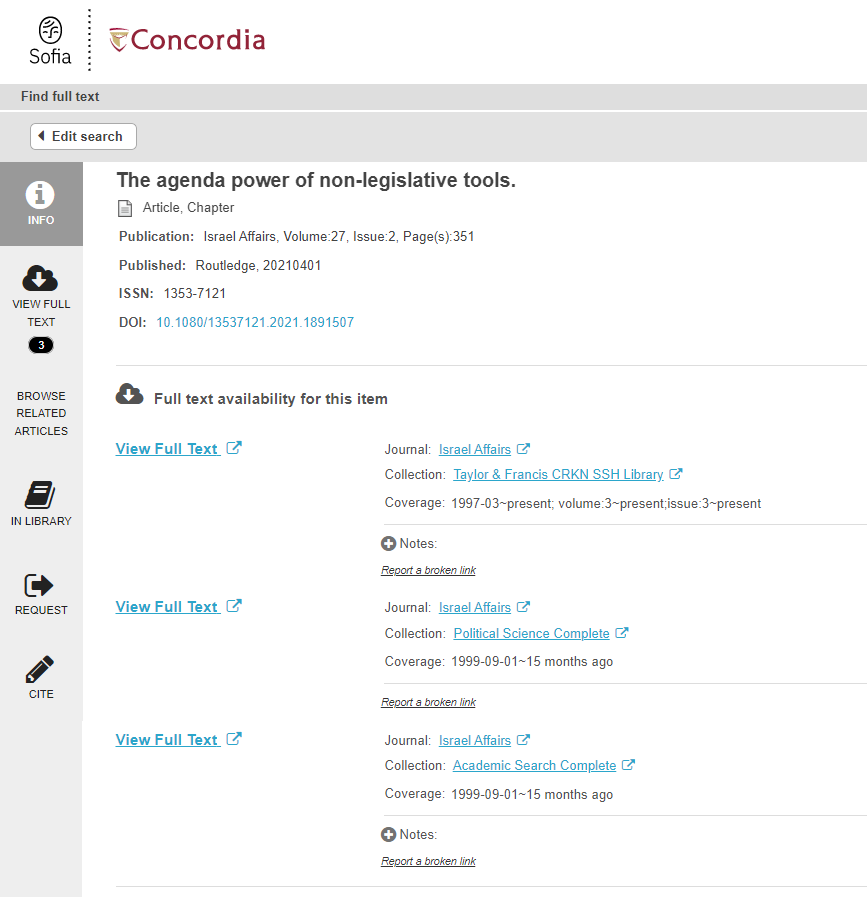 Sofia
Concordia
Find full text
Edit search
INFO
VIEW FULL
TEXT
3
BROWSE
RELATED
ARTICLES
IN LIBRARY
REQUEST
CITE
The agenda power of non-legislative tools.
Article, Chapter
Publication: Israel Affairs, Volume:27, Issue:2, Page(s):351
Published: Routledge, 20210401
ISSN: 1353-7121
DOI: 10.1080/13537121.2021.1891507
Full text availability for this item
View Full Text
Journal: Israel Affairs
Collection: Taylor & Francis CRKN SSH Library
Coverage: 1997-03~present; volume:3~present;issue:3~present
Notes:
Report a broken link
View Full Text
Journal: Israel Affairs
Collection: Political Science Complete
Coverage: 1999-09-01~15 months ago
Report a broken link
View Full Text
Journal: Israel Affairs
Collection: Academic Search Complete
Coverage: 1999-09-01~15 months ago
Notes:
Report a broken link